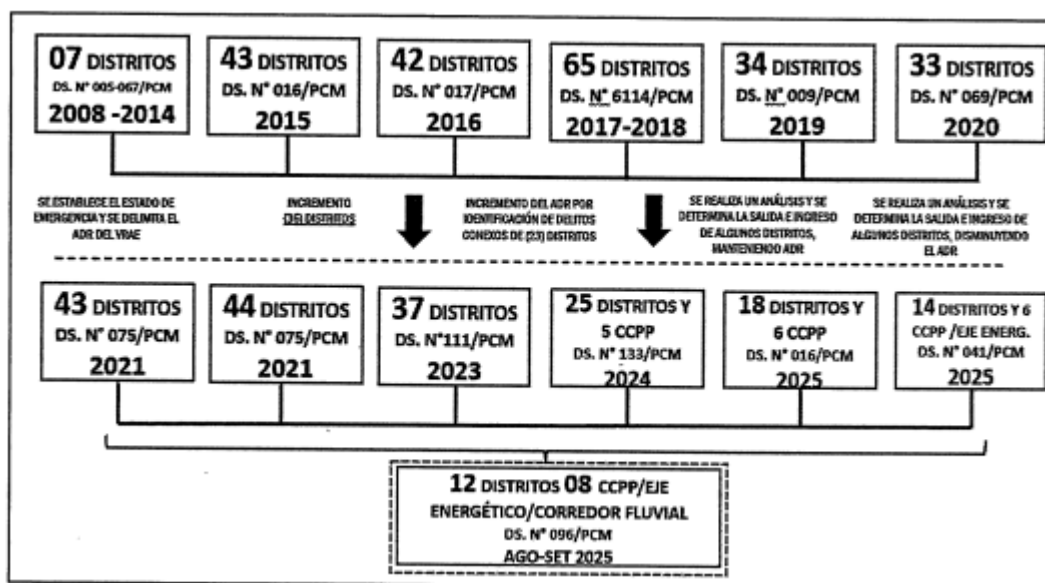 07 DISTRITOS
DS. N° 005-067/PCM
2008 -2014
43 DISTRITOS
DS. N° 016/PCM
2015
42 DISTRITOS
DS. N° 017/PCM
2016
65 DISTRITOS
DS. N° 6114/PCM
2017-2018
34 DISTRITOS
DS. N° 009/PCM
2019
33 DISTRITOS
DS. N° 069/PCM
2020
SE ESTABLECE EL ESTADO DE
EMERGENCIA Y SE DELIMITA EL
ADR DEL VRAE
INCREMENTO
(36) DISTRITOS
INCREMENTO DEL ADR POR
IDENTIFICACIÓN DE DELITOS
CONEXOS DE (23) DISTRITOS
SE REALIZA UN ANÁLISIS Y SE
DETERMINA LA SALIDA E INGRESO
DE ALGUNOS DISTRITOS,
MANTENIENDO ADR
SE REALIZA UN ANÁLISIS Y SE
DETERMINA LA SALIDA E INGRESO DE
ALGUNOS DISTRITOS, DISMINUYENDO
EL ADR
43 DISTRITOS
DS. N° 075/PCM
2021
44 DISTRITOS
DS. N° 075/PCM
2021
37 DISTRITOS
DS. N°111/PCM
2023
25 DISTRITOS Y
5 CCPP
DS. N° 133/PCM
2024
18 DISTRITOS Y
6 CCPP
DS. N° 016/PCM
2025
14 DISTRITOS Y 6
CCPP /EJE ENERG.
DS. N° 041/PCM
2025
12 DISTRITOS 08 CCPP/EJE
ENERGÉTICO/CORREDOR FLUVIAL
DS. N° 096/PCM
AGO-SET 2025